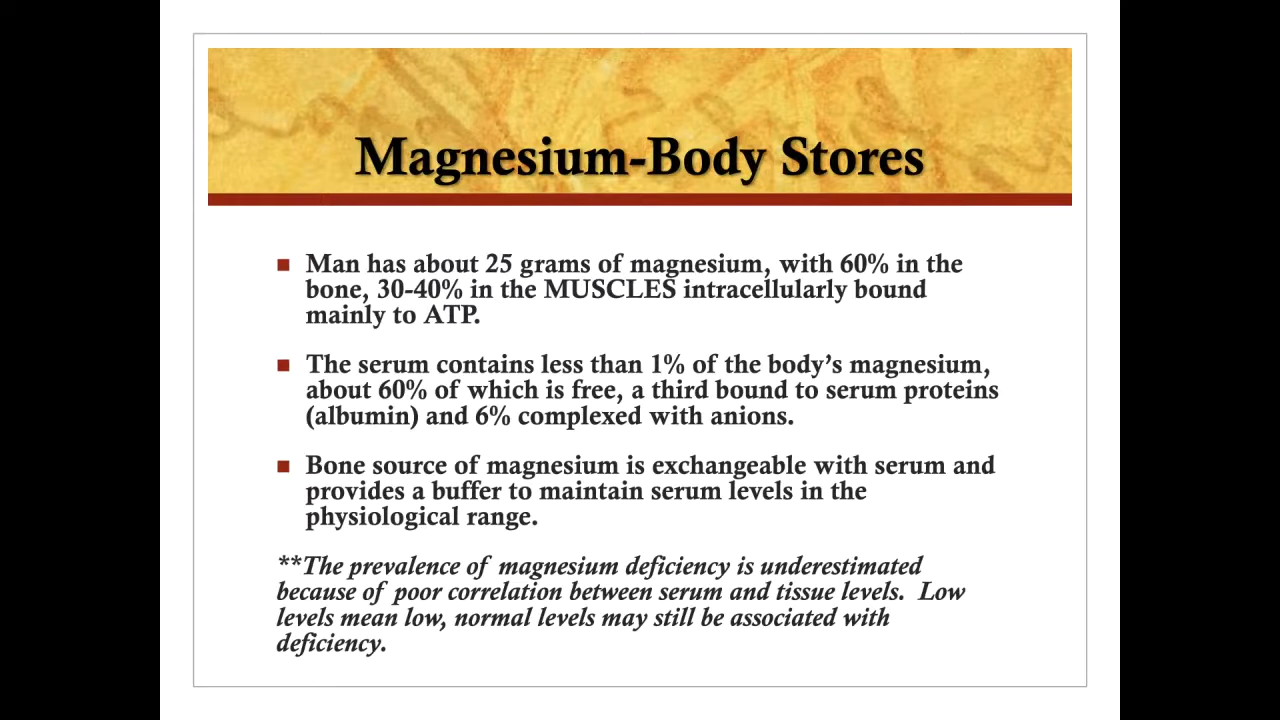 Magnesium-Body Stores
■ Man has about 25 grams of magnesium, with 60% in the
bone, 30-40% in the MUSCLES intracellularly bound
mainly to ATP.
■ The serum contains less than 1% of the body’s magnesium,
about 60% of which is free, a third bound to serum proteins
(albumin) and 6% complexed with anions.
■ Bone source of magnesium is exchangeable with serum and
provides a buffer to maintain serum levels in the
physiological range.
**The prevalence of magnesium deficiency is underestimated
because of poor correlation between serum and tissue levels.  Low
levels mean low, normal levels may still be associated with
deficiency.